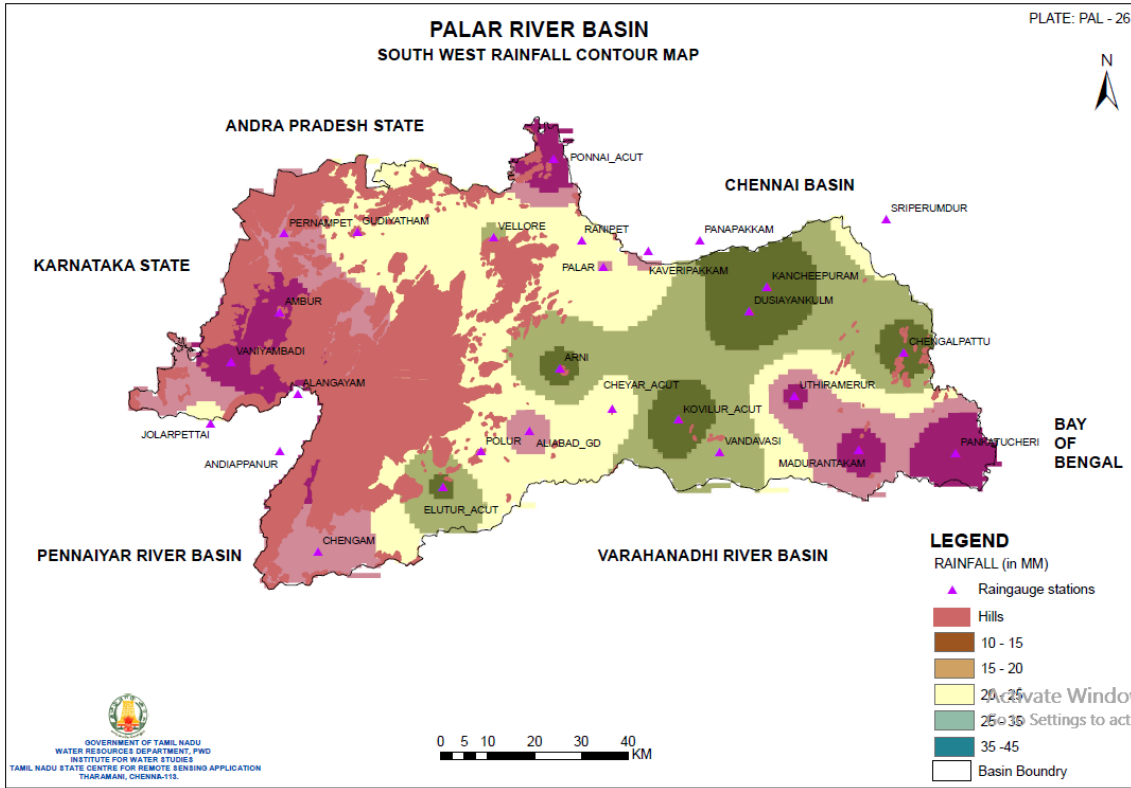 PALAR RIVER BASIN
SOUTH WEST RAINFALL CONTOUR MAP
PLATE: PAL - 26
N
ANDRA PRADESH STATE
PONNAI_ACUT
CHENNAI BASIN
SRIPERUMDUR
PERNAMPET
GUDIYATHAM
VELLORE
RANIPET
PANAPAKKAM
KARNATAKA STATE
PALAR
KAVERIPAKKAM
KANCHEEPURAM
AMBUR
DUSIAYANKULM
VANIYAMBADI
ARNI
CHENGALPATTU
ALANGAYAM
CHEYAR_ACUT
UTHIRAMERUR
KOVILUR_ACUT
JOLARPETTAI
POLUR
ALIABAD_GD
VANDAVASI
BAY
OF
BENGAL
PANKATUCHERI
ANDIAPPANUR
MADURANTAKAM
ELUTUR_ACUT
CHENGAM
PENNAIYAR RIVER BASIN
VARAHANADHI RIVER BASIN
LEGEND
RAINFALL (in MM)
Raingauge stations
Hills
10 - 15
15 - 20
20 - 25
Activate Window
25 - 35
Go to Settings to act
35 -45
Basin Boundry
0 5 10 20 30 40
KM
GOVERNMENT OF TAMIL NADU
WATER RESOURCES DEPARTMENT, PWD
INSTITUTE FOR WATER STUDIES
TAMIL NADU STATE CENTRE FOR REMOTE SENSING APPLICATION
THARAMANI, CHENNA-113.